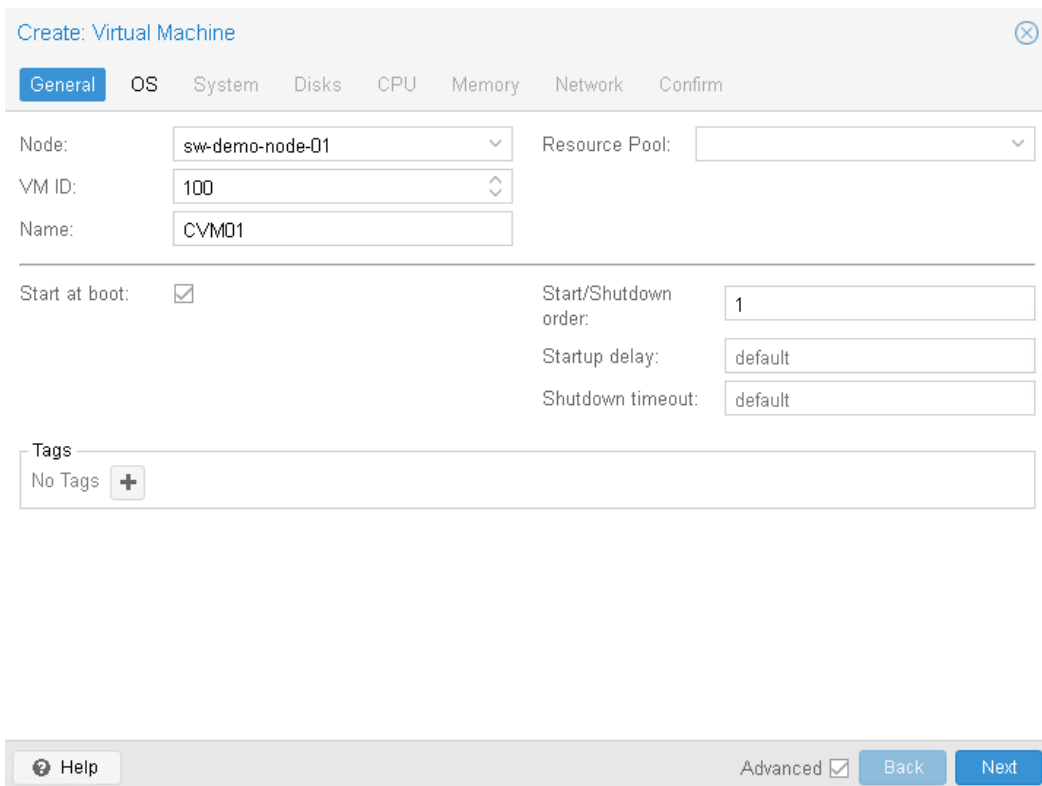 Create: Virtual Machine
General OS System Disks CPU Memory Network Confirm
Node: sw-demo-node-01 Resource Pool:
VM ID: 100
Name: CVM01
Start at boot: Start/Shutdown order: 1
Startup delay: default
Shutdown timeout: default
Tags
No Tags
Help Advanced Back Next